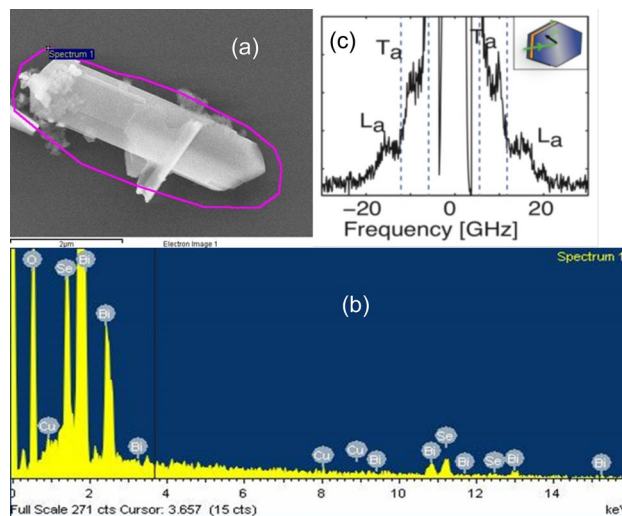 Spectrum 1
(a)
2μm
Electron Image 1
(c)
Ta
Ta
La
La
−20
0
20
Frequency [GHz]
Spectrum 1
(b)
O
Se
Bi
Bi
Cu
Bi
Cu
Cu
Bi
Bi
Se
Bi
Se
Bi
Bi
0
2
4
6
8
10
12
14
Full Scale 271 cts Cursor: 3.657 (15 cts)